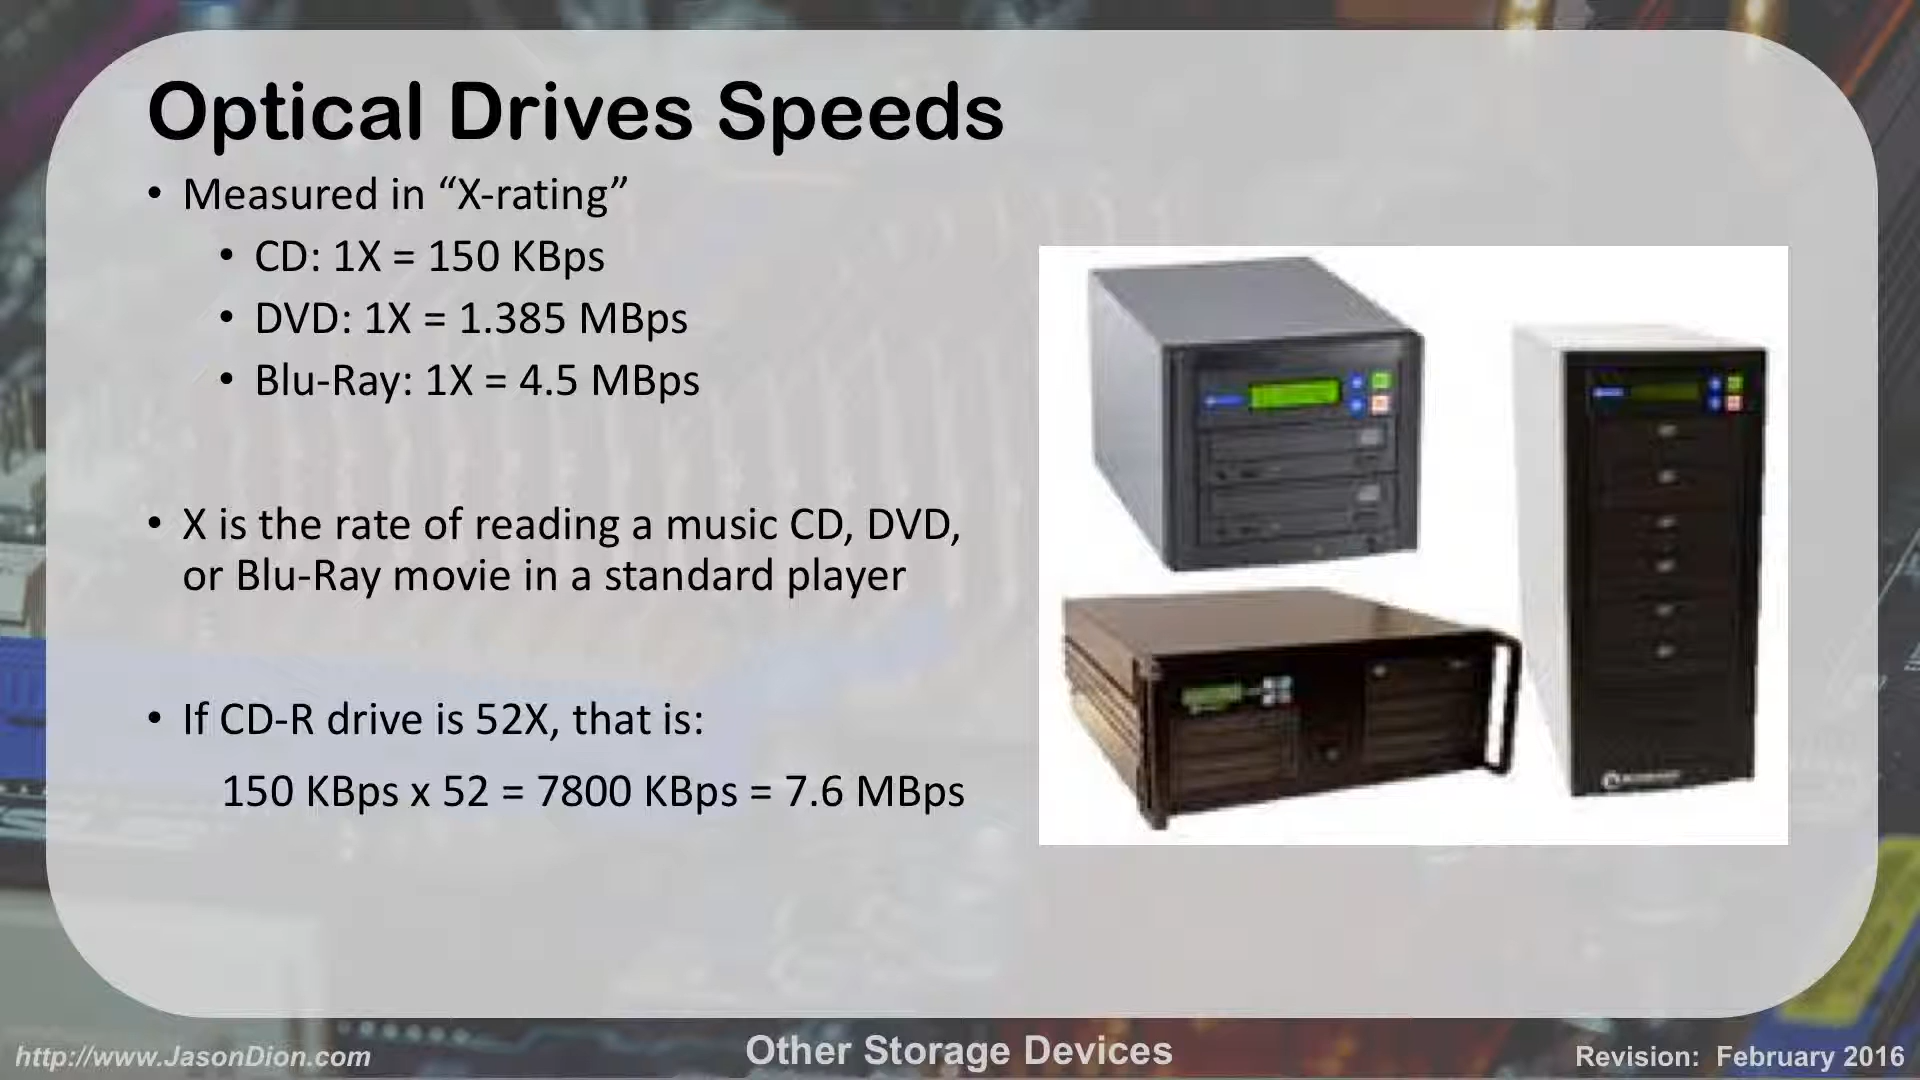 Optical Drives Speeds
• Measured in “X-rating”
• CD: 1X = 150 KBps
• DVD: 1X = 1.385 MBps
• Blu-Ray: 1X = 4.5 MBps
• X is the rate of reading a music CD, DVD,
or Blu-Ray movie in a standard player
• If CD-R drive is 52X, that is:
150 KBps x 52 = 7800 KBps = 7.6 MBps
http://www.JasonDion.com
Other Storage Devices
Revision: February 2016